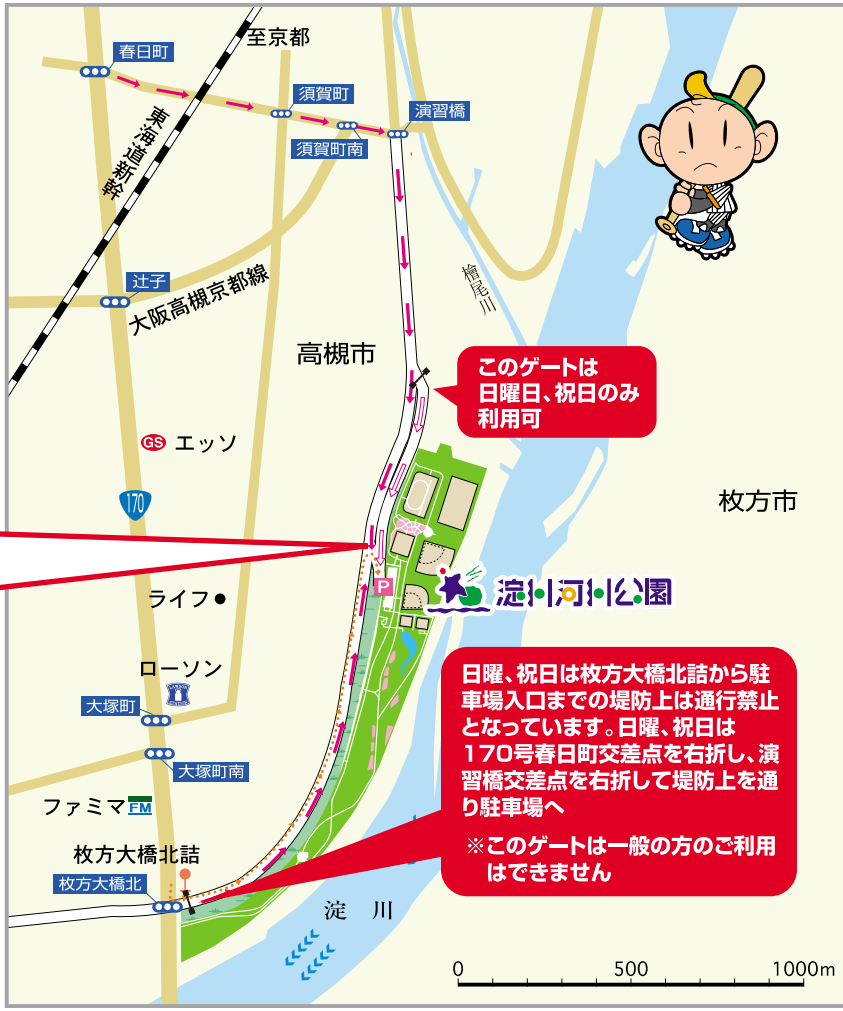 至京都
春日町
須賀町
演習橋
須賀町南
東海道新幹
辻子
大阪高槻京都線
檜尾川
高槻市
このゲートは
日曜日、祝日のみ
利用可
GS エッソ
170
枚方市
P
淀川河川公園
ライフ
ローソン
大塚町
大塚町南
ファミマ FM
枚方大橋北詰
枚方大橋北
日曜、祝日は枚方大橋北詰から駐
車場入口までの堤防上は通行禁止
となっています。日曜、祝日は
170号春日町交差点を右折し、演
習橋交差点を右折して堤防上を通
り駐車場へ
※このゲートは一般の方のご利用
はできません
淀川
0 500 1000m